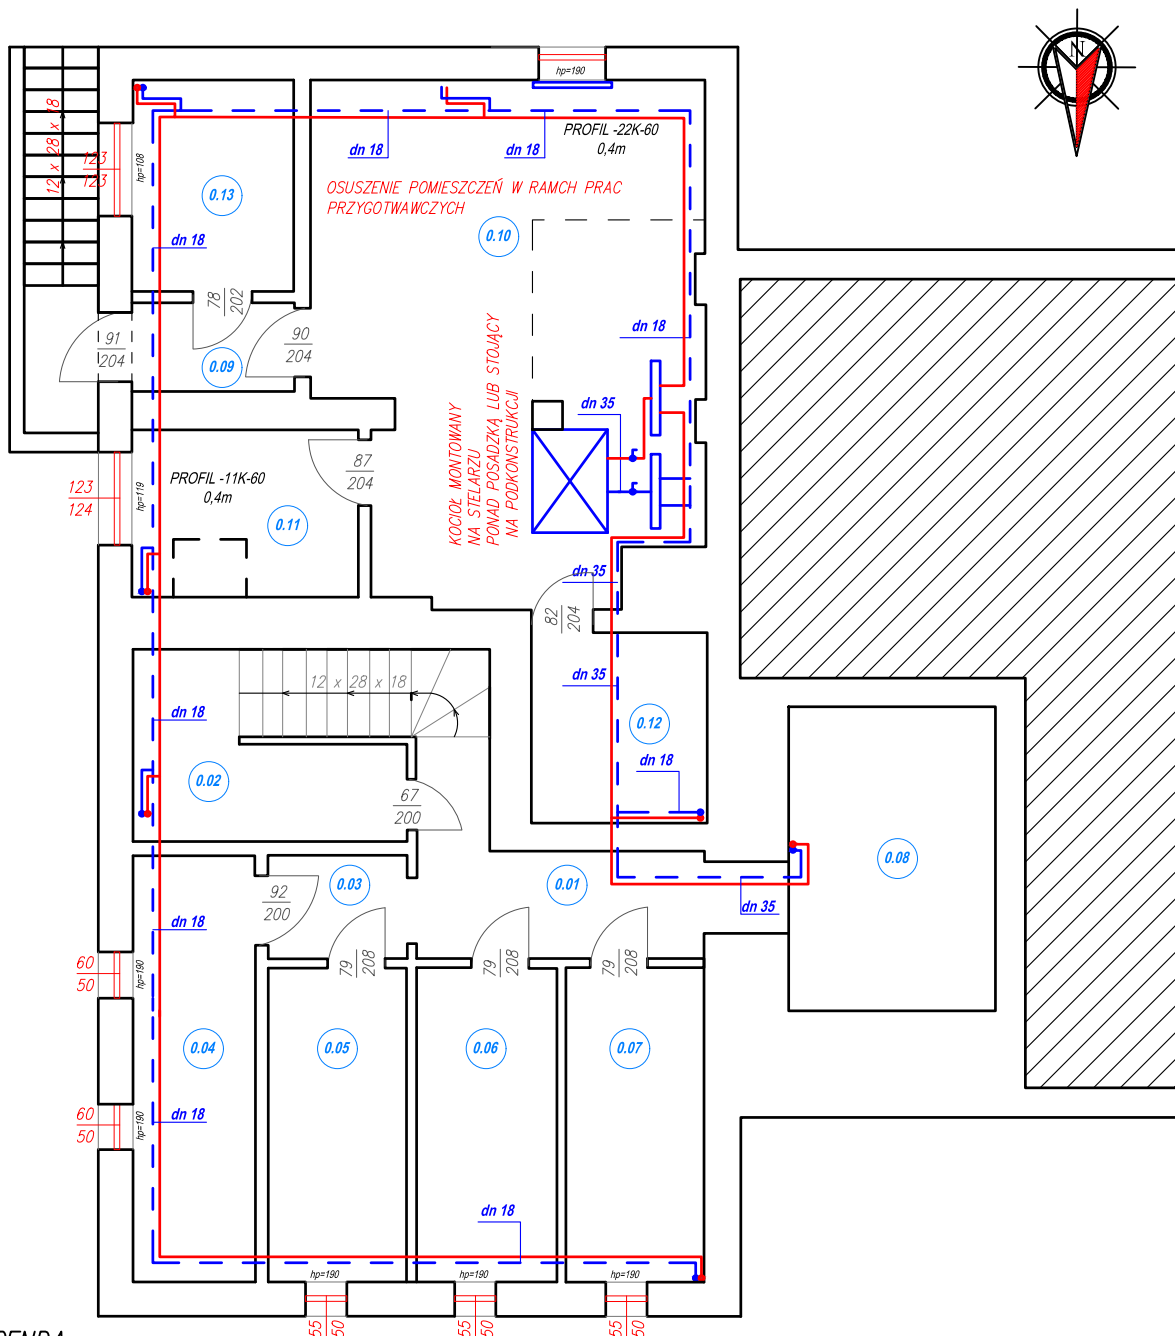 N
hp=190
12 x 28 x 18
123
123
hp=108
PROFIL -22K-60
0,4m
dn 18
dn 18
OSUSZENIE POMIESZCZEŃ W RAMCH PRAC
PRZYGOTWAWCZYCH
0.13
0.10
dn 18
78
202
91
204
90
204
dn 18
0.09
KOCIOŁ MONTOWANY
NA STELARZU
PONAD POSADZKĄ LUB STOJĄCY
NA PODKONSTRUKCJI
dn 35
87
204
PROFIL -11K-60
0,4m
123
124
hp=119
0.11
dn 35
82
204
12 x 28 x 18
dn 35
dn 18
0.12
dn 18
0.02
67
200
0.08
0.03
0.01
92
200
dn 35
dn 18
79
208
79
208
79
208
60
50
hp=190
0.04
0.05
0.06
0.07
60
50
hp=190
dn 18
dn 18
hp=190
hp=190
hp=190
55
50
55
50
55
50